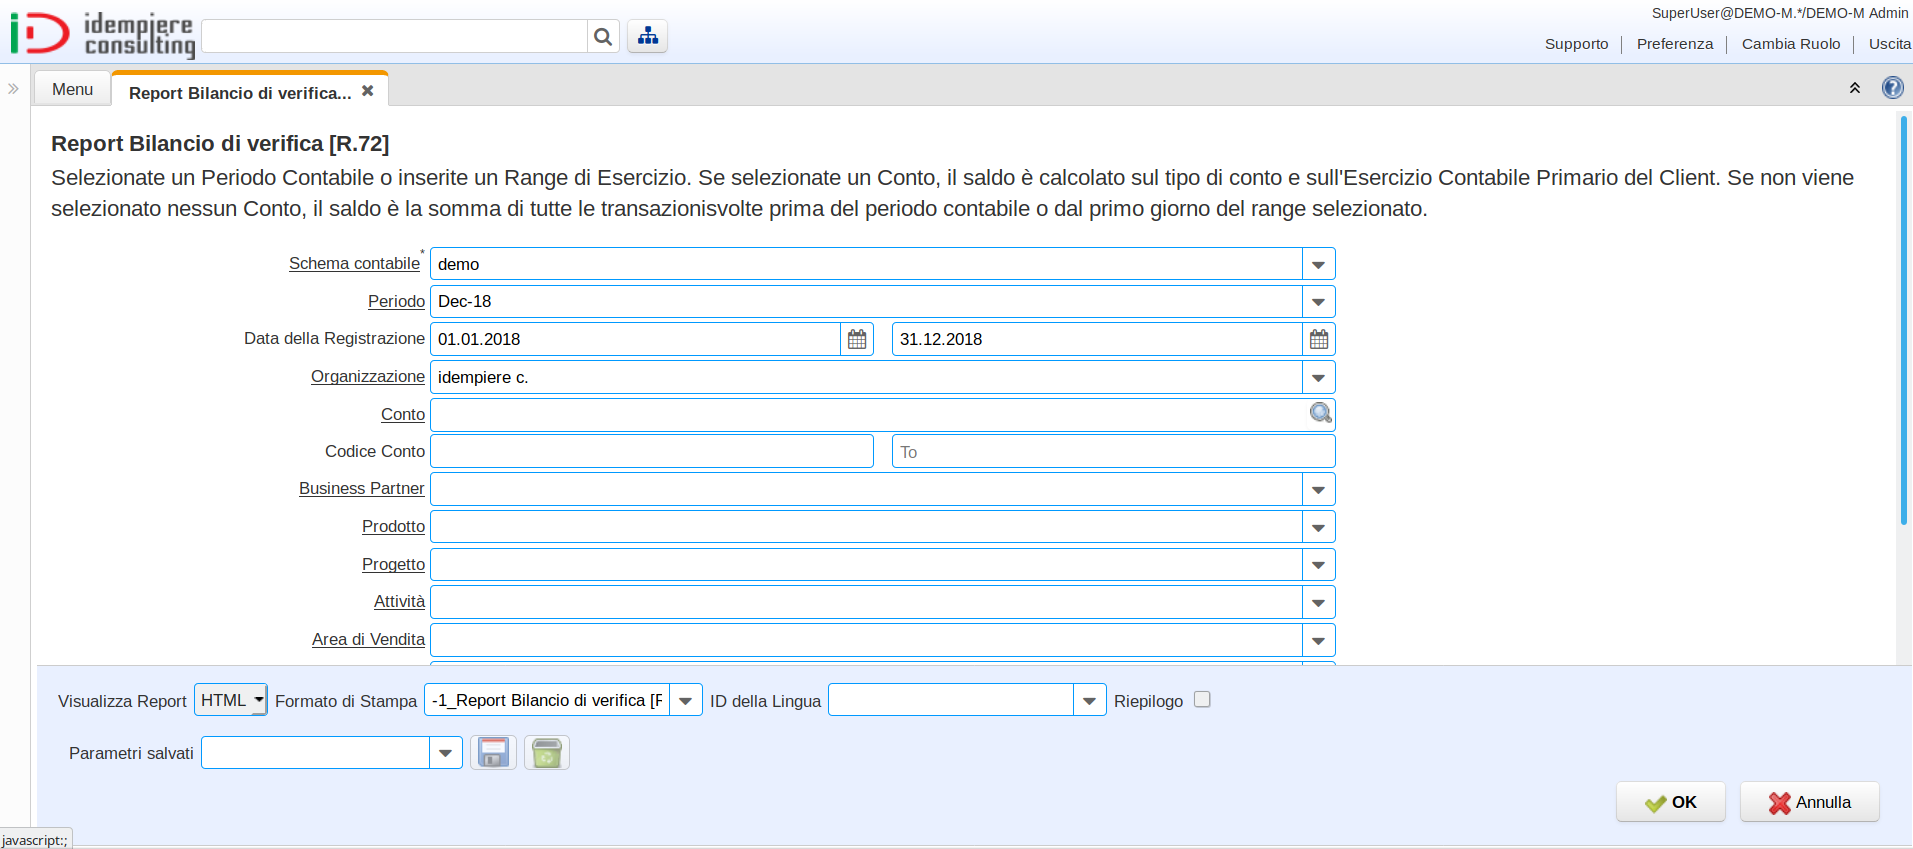 idempiere
consulting
SuperUser@DEMO-M.*/DEMO-M Admin
Supporto Preferenza Cambia Ruolo Uscita
Menu Report Bilancio di verifica...
Report Bilancio di verifica [R.72]
Selezionate un Periodo Contabile o inserite un Range di Esercizio. Se selezionate un Conto, il saldo è calcolato sul tipo di conto e sull'Esercizio Contabile Primario del Client. Se non viene
selezionato nessun Conto, il saldo è la somma di tutte le transazionisvolte prima del periodo contabile o dal primo giorno del range selezionato.
Schema contabile* demo
Periodo Dec-18
Data della Registrazione 01.01.2018 31.12.2018
Organizzazione idempiere c.
Conto
Codice Conto To
Business Partner
Prodotto
Progetto
Attività
Area di Vendita
Visualizza Report HTML Formato di Stampa -1_Report Bilancio di verifica [F ID della Lingua Riepilogo
Parametri salvati
OK Annulla
javascript:;